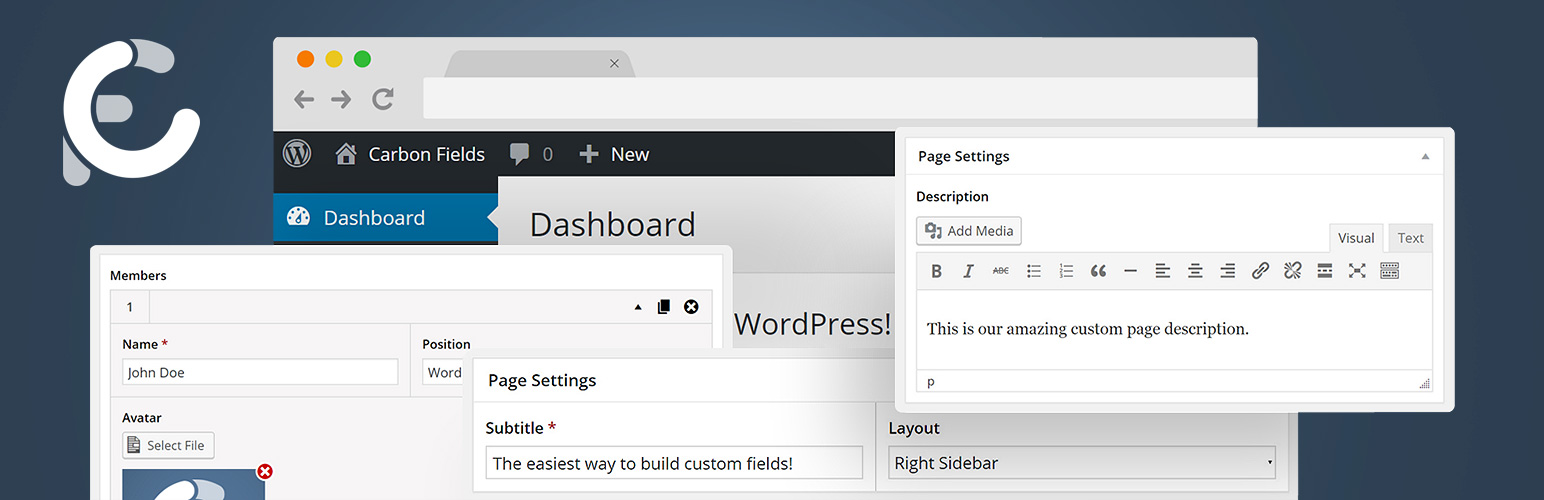 Carbon Fields
0
New
Dashboard
Dashboard
WordPress!
Page Settings
Description
Add Media
Visual
Text
B I ABC
This is our amazing custom page description.
p
Members
1
Name *
Position
John Doe
Word
Avatar
Select File
Page Settings
Subtitle *
Layout
The easiest way to build custom fields!
Right Sidebar